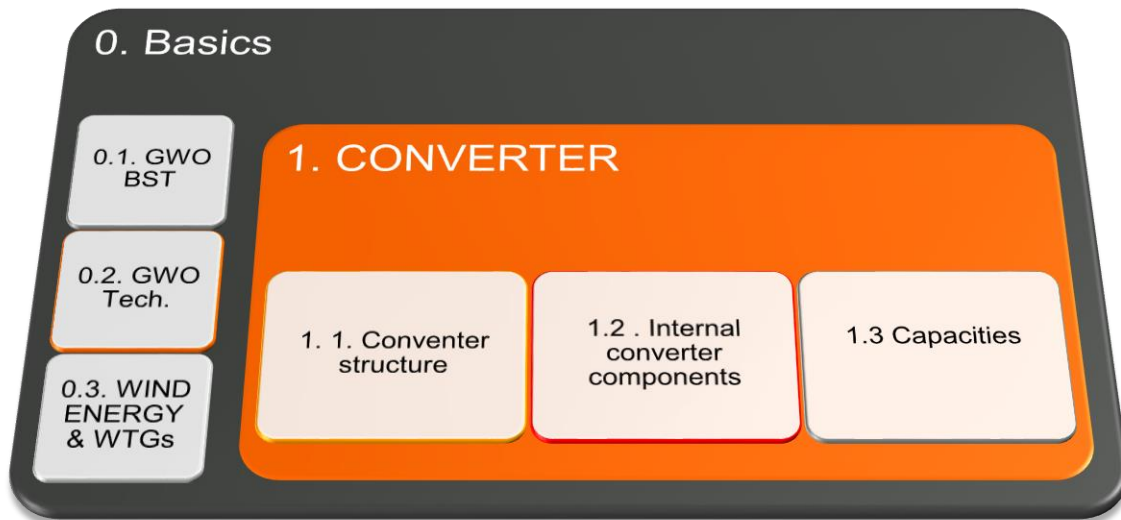 0. Basics
0.1. GWO
BST
0.2. GWO
Tech.
0.3. WIND
ENERGY
& WTGs
1. CONVERTER
1. 1. Conventer
structure
1.2 . Internal
converter
components
1.3 Capacities